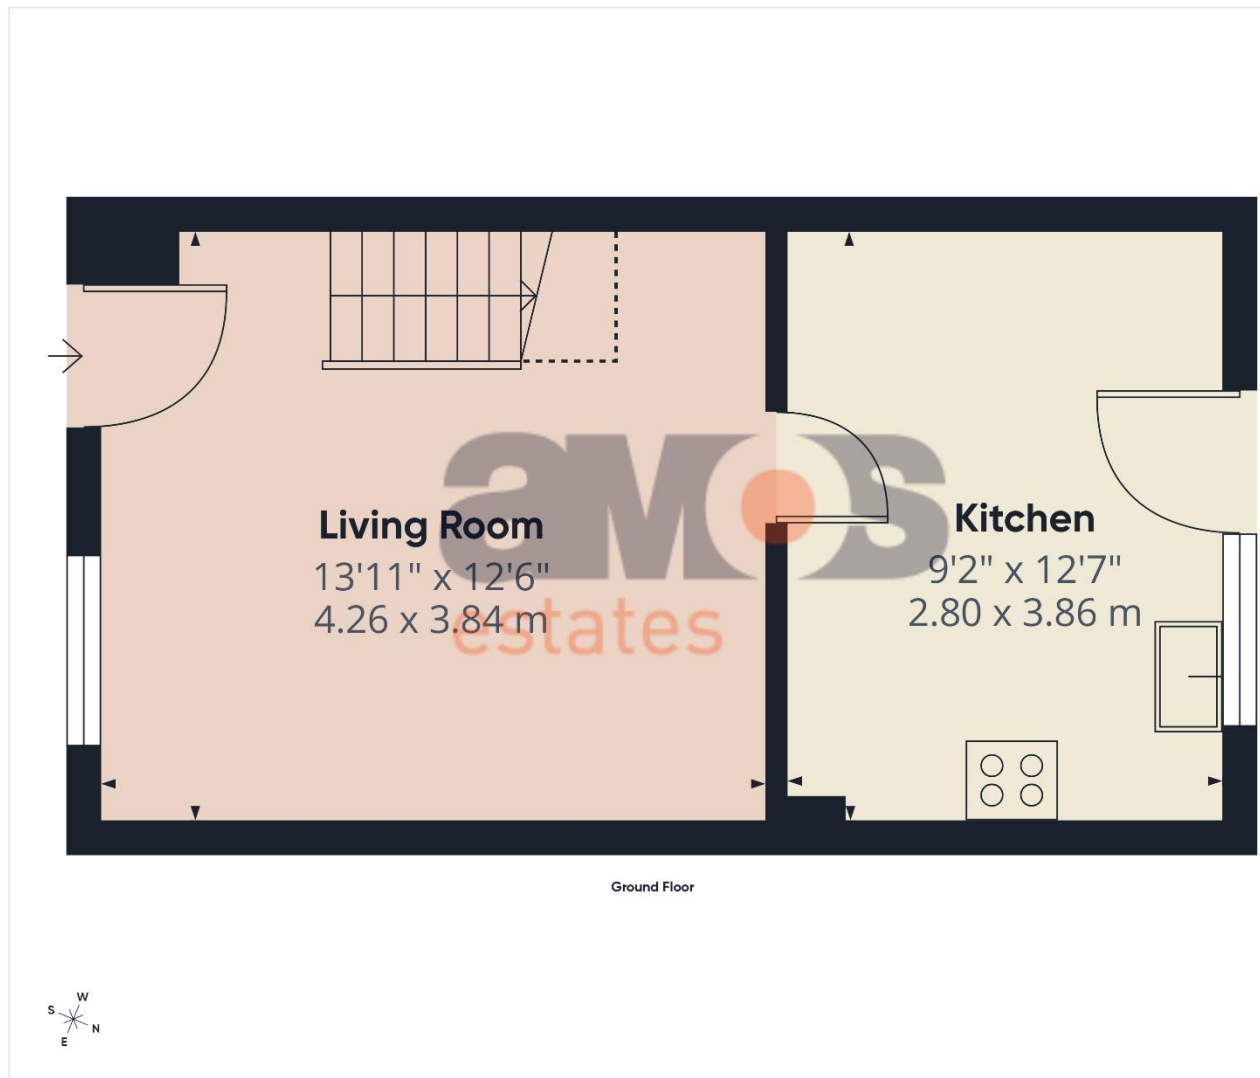 Living Room
13'11" x 12'6"
4.26 x 3.84 m
Kitchen
9'2" x 12'7"
2.80 x 3.86 m
aMOS
estates
Ground Floor
W
S
N
E